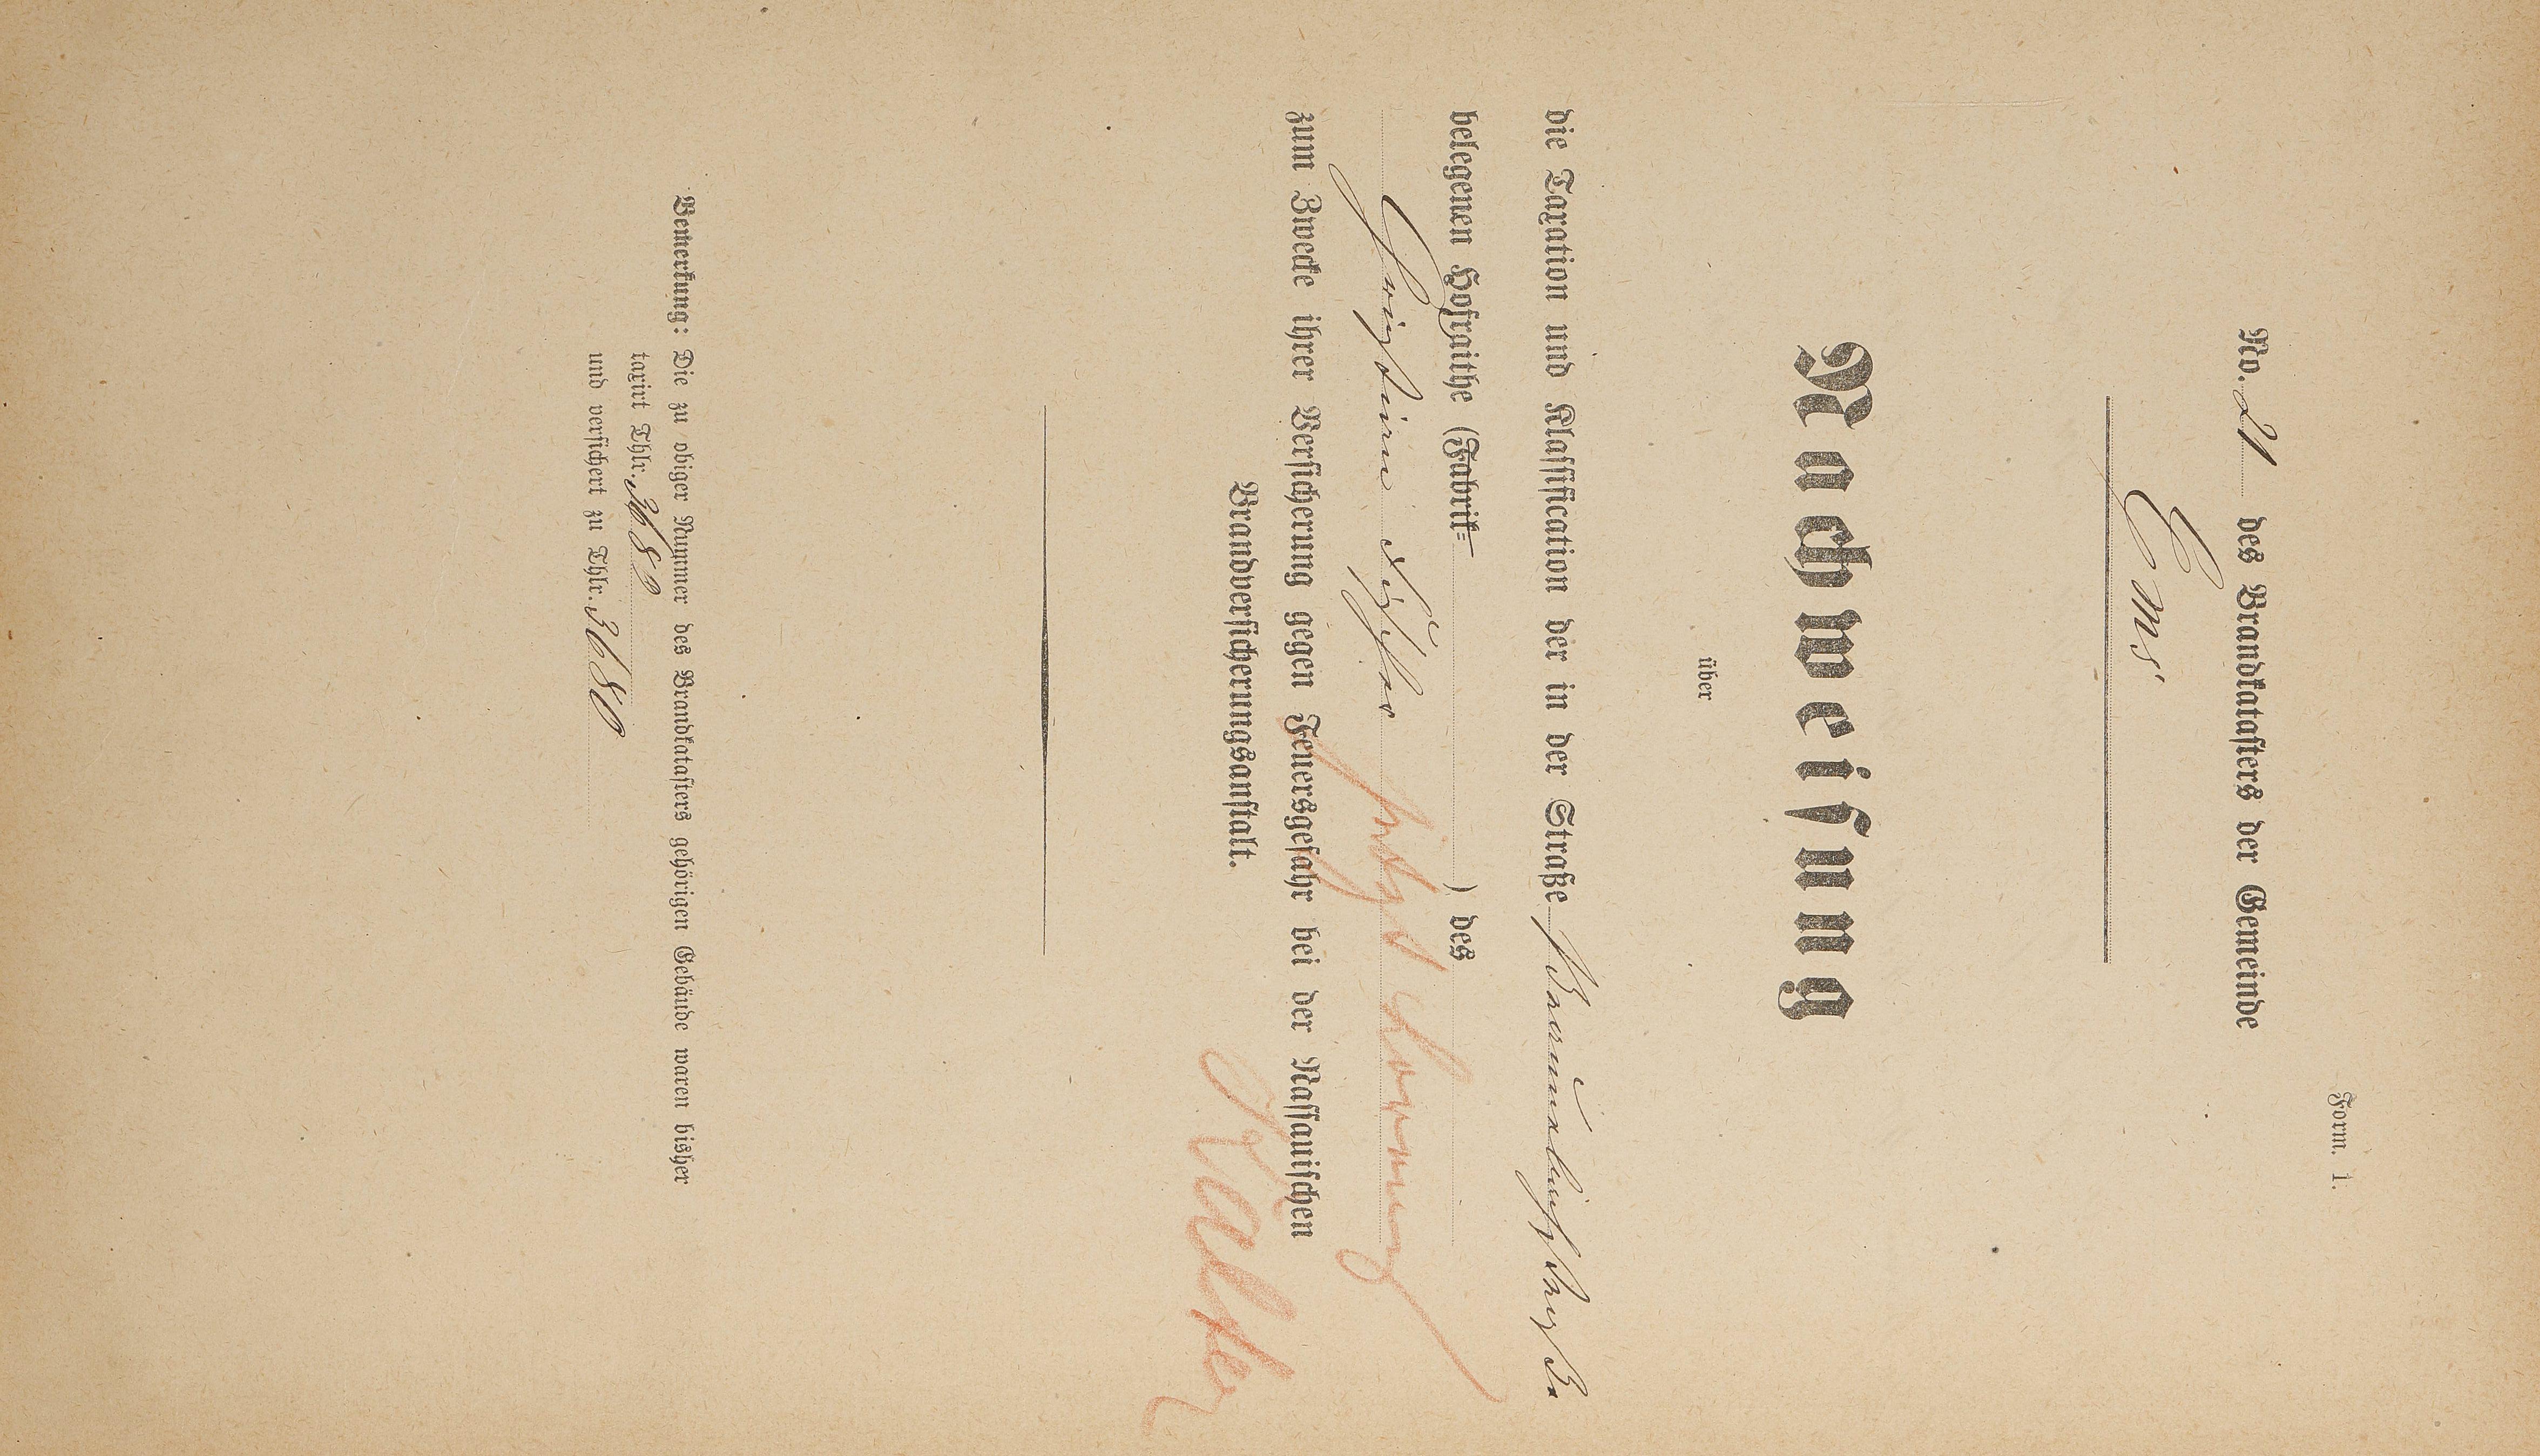 Form. 1.
No. 21 des Brandkatasters der Gemeinde
Ems
Nachweisung
über
die Taxation und Klassification der in der Straße
belegenen Hofraithe (Fabrik= ) des
zum Zwecke ihrer Versicherung gegen Feuersgefahr bei der Nassauischen
Brandversicherungsanstalt.
Bemerkung: Die zu obiger Nummer des Brandkatasters gehörigen Gebäude waren bisher
taxirt Thlr.
und versichert zu Thlr. 3680